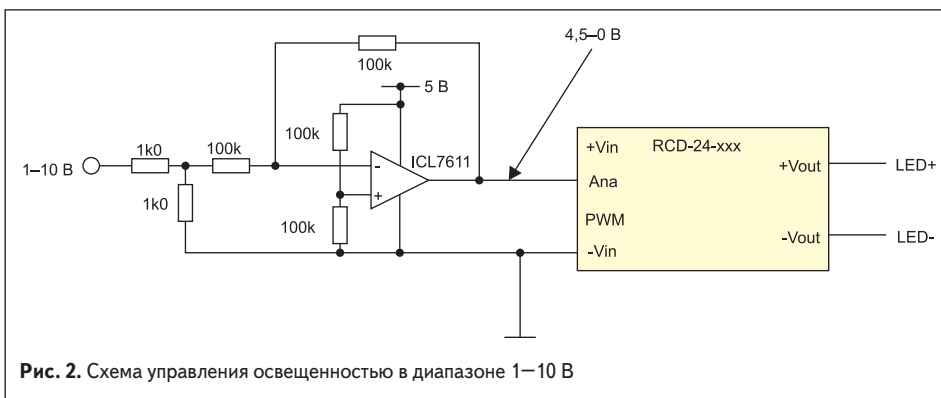 4,5–0 В
100k
5 В
100k
1k0
100k
ICL7611
1–10 В
-
+
1k0
100k
+Vin
RCD-24-xxx
+Vout
LED+
Ana
PWM
-Vin
-Vout
LED-
Рис. 2. Схема управления освещенностью в диапазоне 1–10 В